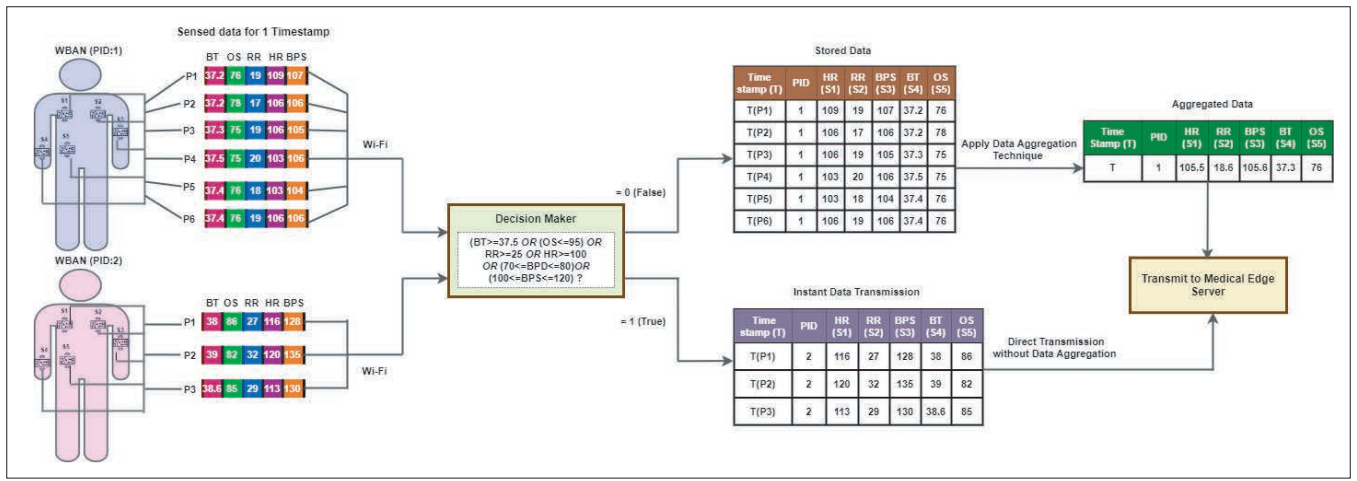 Sensed data for 1 Timestamp
WBAN (PID:1)
BT OS RR HR BPS
P1 37.2 76 19 109 107
P2 37.2 78 17 106 106
P3 37.3 75 19 106 105
P4 37.5 75 20 103 106
P5 37.4 76 18 103 104
P6 37.4 76 19 106 106
S1
S2
S3
S4
S5
Wi-Fi
WBAN (PID:2)
BT OS RR HR BPS
P1 38 86 27 116 128
P2 39 82 32 120 135
P3 38.6 85 29 113 130
S1
S2
S3
S4
S5
Wi-Fi
Decision Maker
(BT>=37.5 OR (OS<=95) OR
RR>=25 OR HR>=100
OR (70<=BPD<=80)OR
(100<=BPS<=120) ?
= 0 (False)
= 1 (True)
Stored Data
Time HR RR BPS BT OS
stamp (T) PID (S1) (S2) (S3) (S4) (S5)
T(P1) 1 109 19 107 37.2 76
T(P2) 1 106 17 106 37.2 78
T(P3) 1 106 19 105 37.3 75
T(P4) 1 103 20 106 37.5 75
T(P5) 1 103 18 104 37.4 76
T(P6) 1 106 19 106 37.4 76
Apply Data Aggregation
Technique
Aggregated Data
Time HR RR BPS BT OS
Stamp (T) PID (S1) (S2) (S3) (S4) (S5)
T 1 105.5 18.6 105.6 37.3 76
Instant Data Transmission
Time HR RR BPS BT OS
stamp (T) PID (S1) (S2) (S3) (S4) (S5)
T(P1) 2 116 27 128 38 86
T(P2) 2 120 32 135 39 82
T(P3) 2 113 29 130 38.6 85
Direct Transmission
without Data Aggregation
Transmit to Medical Edge
Server